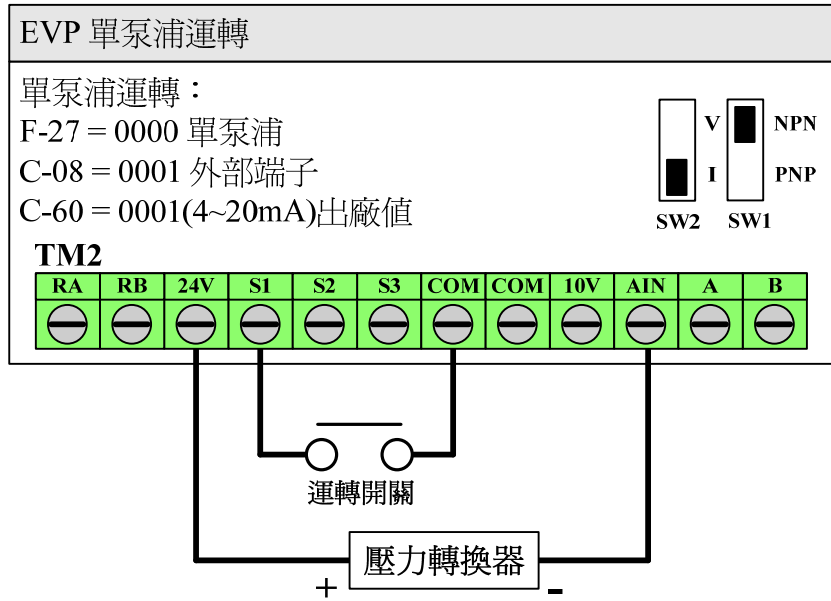 EVP 單泵浦運轉
單泵浦運轉：
F-27 = 0000 單泵浦
C-08 = 0001 外部端子
C-60 = 0001(4~20mA)出廠值
V NPN
I PNP
SW2 SW1
TM2
RA RB 24V S1 S2 S3 COM COM 10V AIN A B
運轉開關
壓力轉換器
+ -